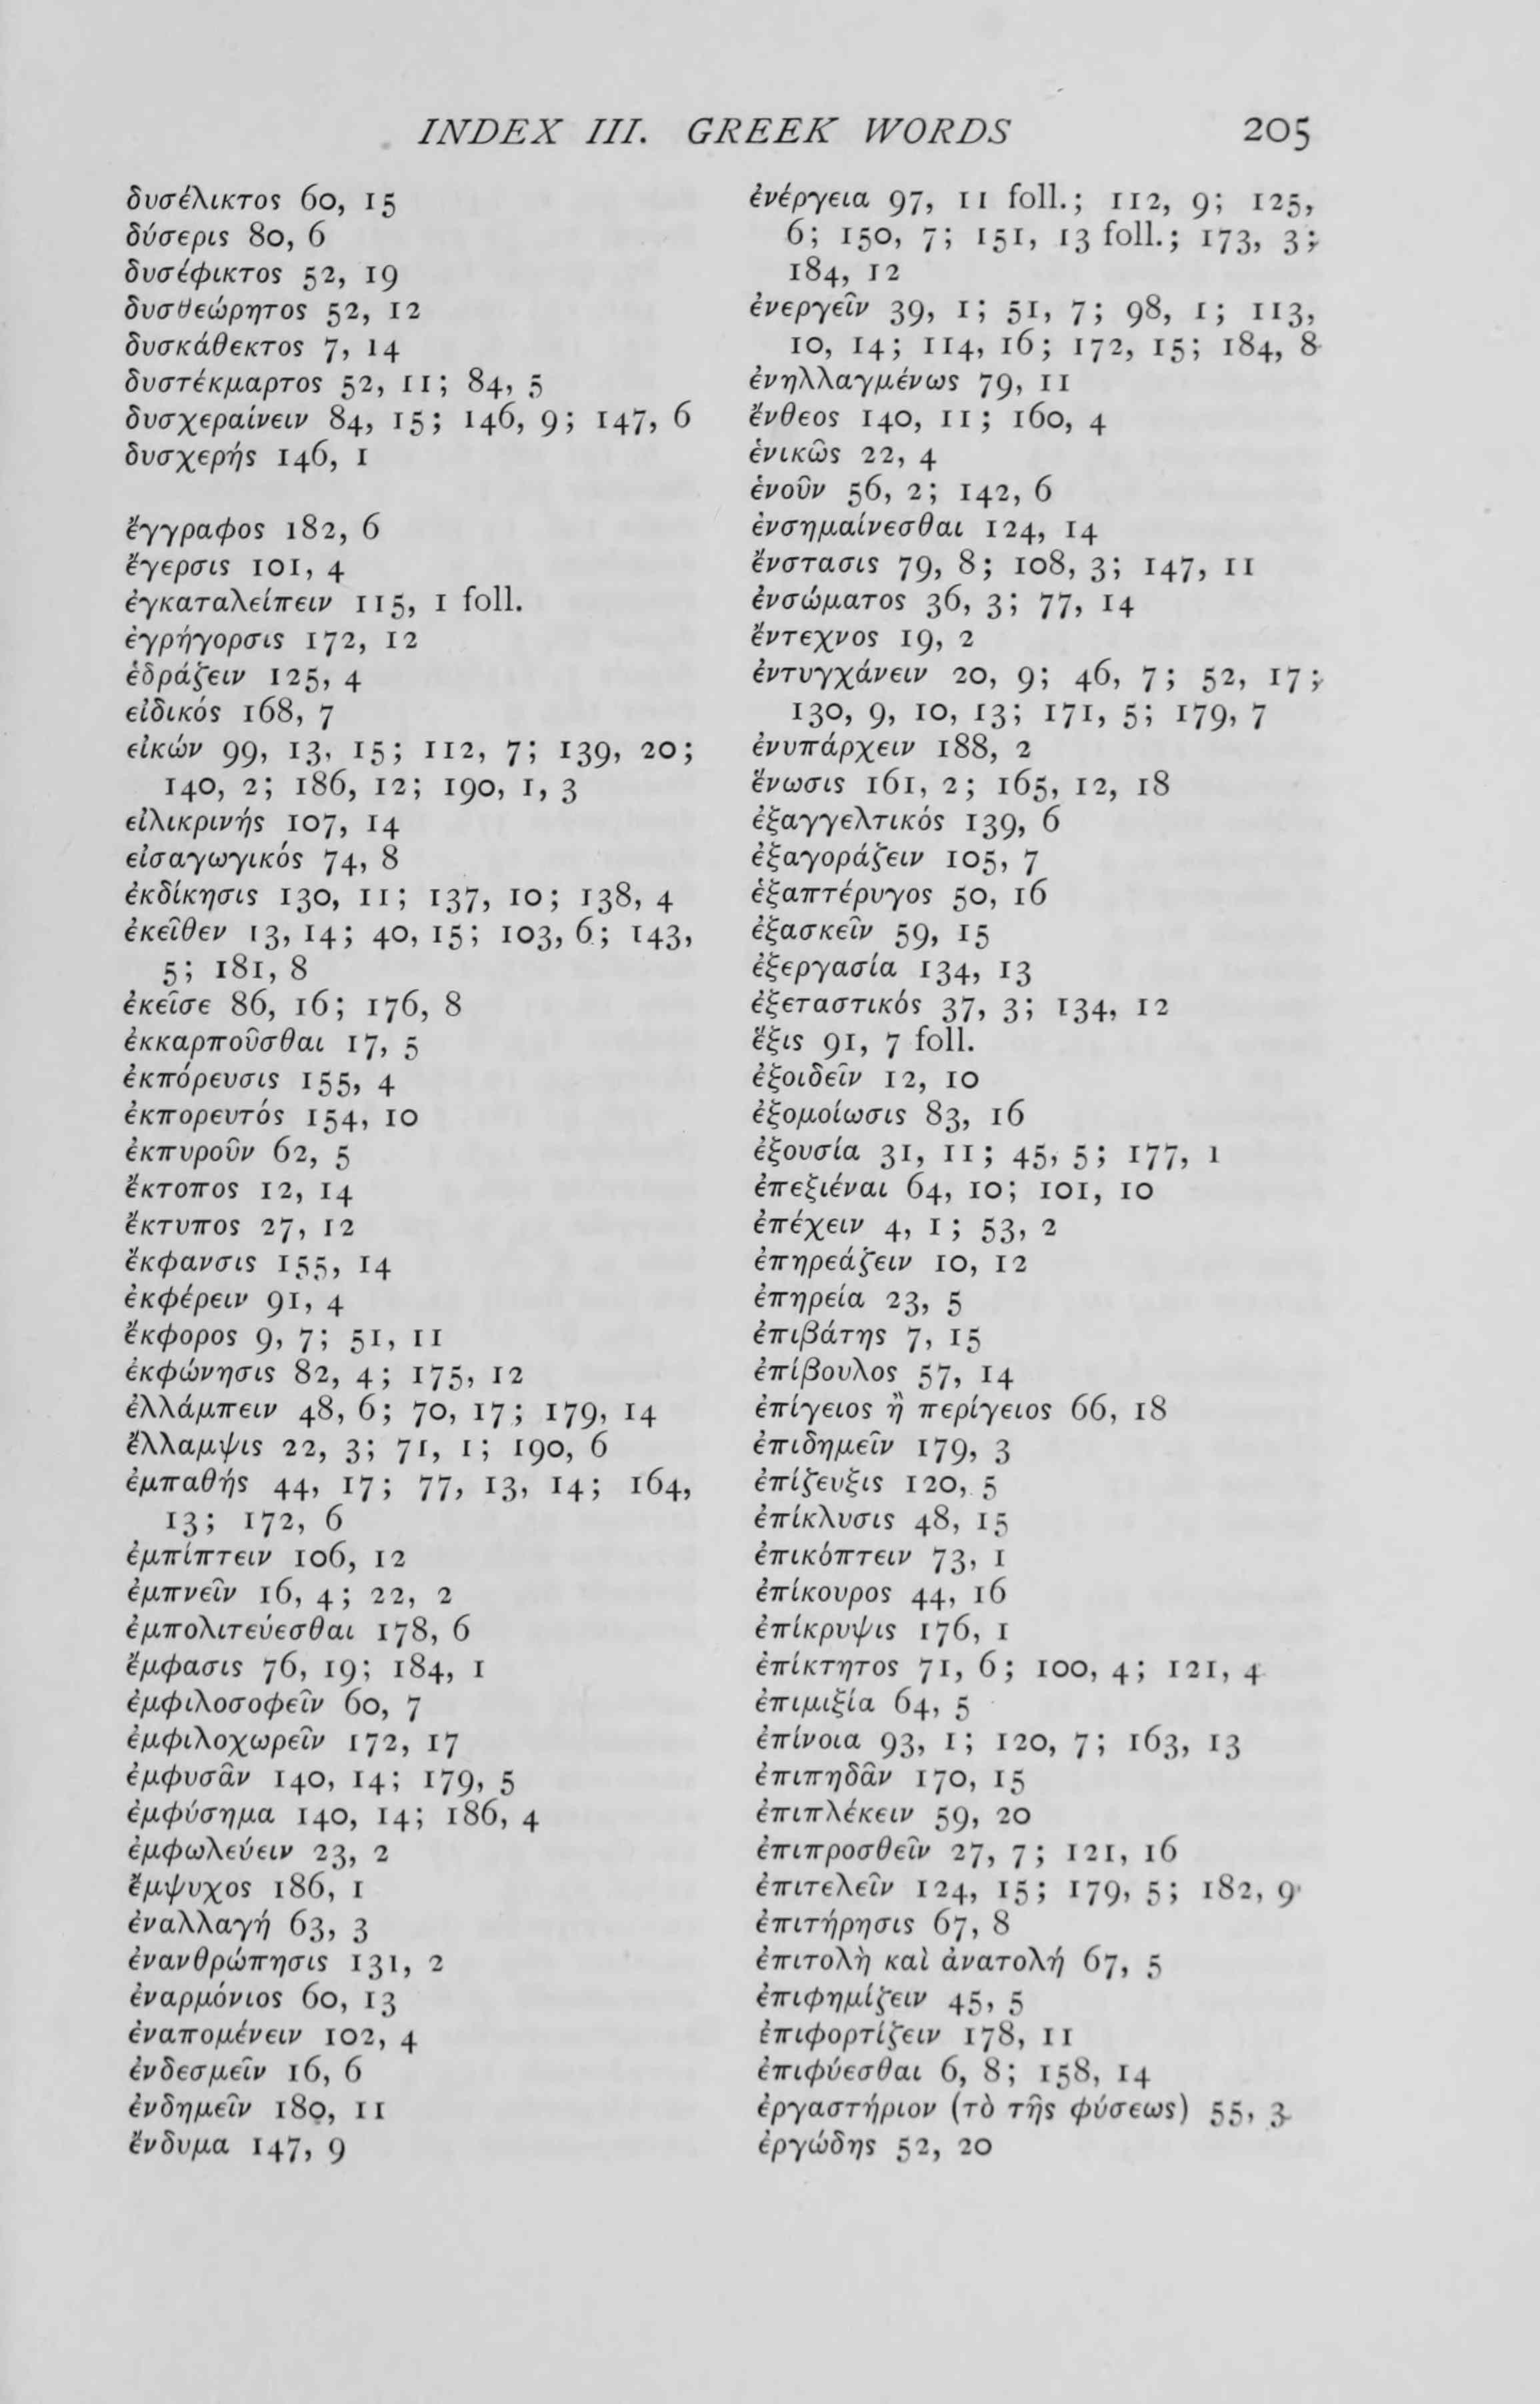 INDEX III. GREEK WORDS 205
δυσέλικτος 60, 15
δύσερις 80, 6
δυσέφικτος 52, 19
δυσθεώρητος 52, 12
δυσκάθεκτος 7, 14
δυστέκμαρτος 52, 11; 84, 5
δυσχεραίνειν 84, 15; 146, 9; 147, 6
δυσχερής 146, 1
ἔγγραφος 182, 6
ἔγερσις 101, 4
ἐγκαταλείπειν 115, 1 foll.
ἐγρήγορσις 172, 12
ἑδράζειν 125, 4
εἰδικός 168, 7
εἰκών 99, 13, 15; 112, 7; 139, 20;
140, 2; 186, 12; 190, 1, 3
εἰλικρινής 107, 14
εἰσαγωγικός 74, 8
ἐκδίκησις 130, 11; 137, 10; 138, 4
ἐκεῖθεν 13, 14; 40, 15; 103, 6; 143,
5; 181, 8
ἐκεῖσε 86, 16; 176, 8
ἐκκαρποῦσθαι 17, 5
ἐκπόρευσις 155, 4
ἐκπορευτός 154, 10
ἐκπυροῦν 62, 5
ἔκτοπος 12, 14
ἔκτυπος 27, 12
ἔκφανσις 155, 14
ἐκφέρειν 91, 4
ἔκφορος 9, 7; 51, 11
ἐκφώνησις 82, 4; 175, 12
ἐλλάμπειν 48, 6; 70, 17; 179, 14
ἔλλαμψις 22, 3; 71, 1; 190, 6
ἐμπαθής 44, 17; 77, 13, 14; 164,
13; 172, 6
ἐμπίπτειν 106, 12
ἐμπνεῖν 16, 4; 22, 2
ἐμπολιτεύεσθαι 178, 6
ἔμφασις 76, 19; 184, 1
ἐμφιλοσοφεῖν 60, 7
ἐμφιλοχωρεῖν 172, 17
ἐμφυσᾶν 140, 14; 179, 5
ἐμφύσημα 140, 14; 186, 4
ἐμφωλεύειν 23, 2
ἔμψυχος 186, 1
ἐναλλαγή 63, 3
ἐνανθρώπησις 131, 2
ἐναρμόνιος 60, 13
ἐναπομένειν 102, 4
ἐνδεσμεῖν 16, 6
ἐνδημεῖν 180, 11
ἔνδυμα 147, 9
ἐνέργεια 97, 11 foll.; 112, 9; 125,
6; 150, 7; 151, 13 foll.; 173, 3;
184, 12
ἐνεργεῖν 39, 1; 51, 7; 98, 1; 113,
10, 14; 114, 16; 172, 15; 184, 8
ἐνηλλαγμένως 79, 11
ἔνθεος 140, 11; 160, 4
ἑνικῶς 22, 4
ἑνοῦν 56, 2; 142, 6
ἐνσημαίνεσθαι 124, 14
ἔνστασις 79, 8; 108, 3; 147, 11
ἐνσώματος 36, 3; 77, 14
ἔντεχνος 19, 2
ἐντυγχάνειν 20, 9; 46, 7; 52, 17;
130, 9, 10, 13; 171, 5; 179, 7
ἐνυπάρχειν 188, 2
ἕνωσις 161, 2; 165, 12, 18
ἐξαγγελτικός 139, 6
ἐξαγοράζειν 105, 7
ἑξαπτέρυγος 50, 16
ἐξασκεῖν 59, 15
ἐξεργασία 134, 13
ἐξεταστικός 37, 3; 134, 12
ἕξις 91, 7 foll.
ἐξοιδεῖν 12, 10
ἐξομοίωσις 83, 16
ἐξουσία 31, 11; 45, 5; 177, 1
ἐπεξιέναι 64, 10; 101, 10
ἐπέχειν 4, 1; 53, 2
ἐπηρεάζειν 10, 12
ἐπηρεία 23, 5
ἐπιβάτης 7, 15
ἐπίβουλος 57, 14
ἐπίγειος ἢ περίγειος 66, 18
ἐπιδημεῖν 179, 3
ἐπίζευξις 120, 5
ἐπίκλυσις 48, 15
ἐπικόπτειν 73, 1
ἐπίκουρος 44, 16
ἐπίκρυψις 176, 1
ἐπίκτητος 71, 6; 100, 4; 121, 4
ἐπιμιξία 64, 5
ἐπίνοια 93, 1; 120, 7; 163, 13
ἐπιπηδᾶν 170, 15
ἐπιπλέκειν 59, 20
ἐπιπροσθεῖν 27, 7; 121, 16
ἐπιτελεῖν 124, 15; 179, 5; 182, 9
ἐπιτήρησις 67, 8
ἐπιτολὴ καὶ ἀνατολή 67, 5
ἐπιφημίζειν 45, 5
ἐπιφορτίζειν 178, 11
ἐπιφύεσθαι 6, 8; 158, 14
ἐργαστήριον (τὸ τῆς φύσεως) 55, 3
ἐργώδης 52, 20